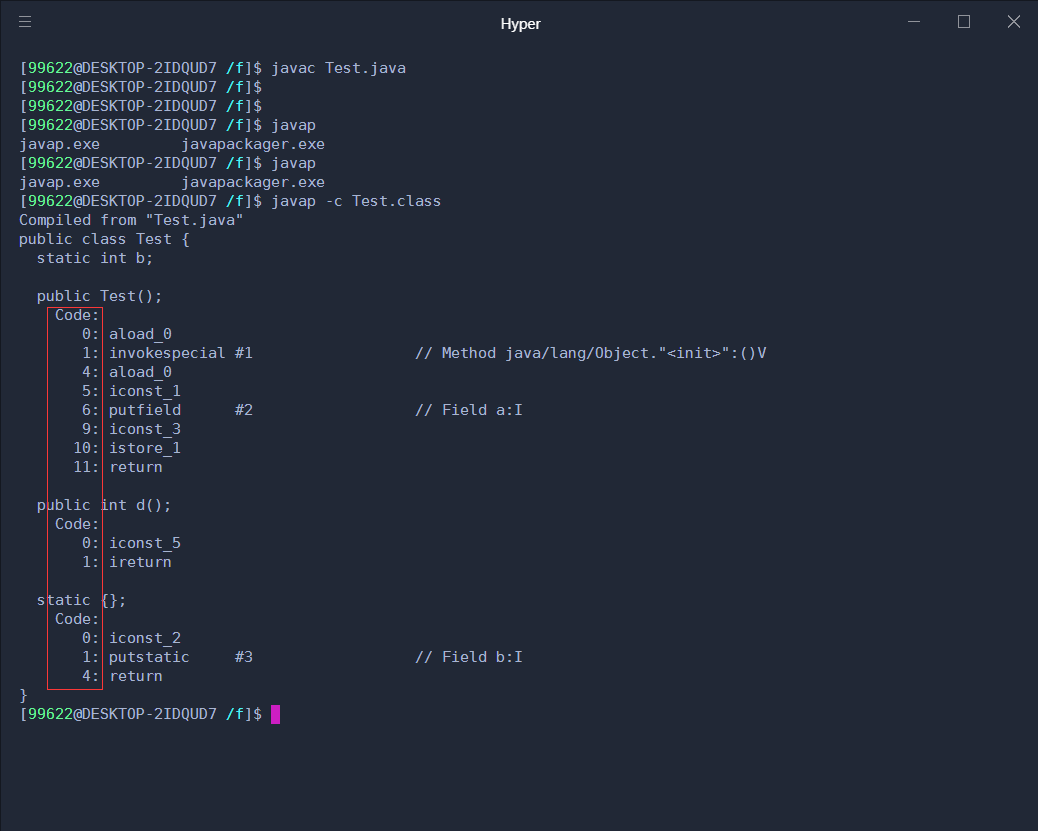 Hyper
[99622@DESKTOP-2IDQUD7 /f]$ javac Test.java
[99622@DESKTOP-2IDQUD7 /f]$
[99622@DESKTOP-2IDQUD7 /f]$
[99622@DESKTOP-2IDQUD7 /f]$ javap
javap.exe         javapackager.exe
[99622@DESKTOP-2IDQUD7 /f]$ javap
javap.exe         javapackager.exe
[99622@DESKTOP-2IDQUD7 /f]$ javap -c Test.class
Compiled from "Test.java"
public class Test {
  static int b;
  public Test();
    Code:
       0: aload_0
       1: invokespecial #1                  // Method java/lang/Object."<init>":()V
       4: aload_0
       5: iconst_1
       6: putfield      #2                  // Field a:I
       9: iconst_3
      10: istore_1
      11: return
  public int d();
    Code:
       0: iconst_5
       1: ireturn
  static {};
    Code:
       0: iconst_2
       1: putstatic     #3                  // Field b:I
       4: return
}
[99622@DESKTOP-2IDQUD7 /f]$